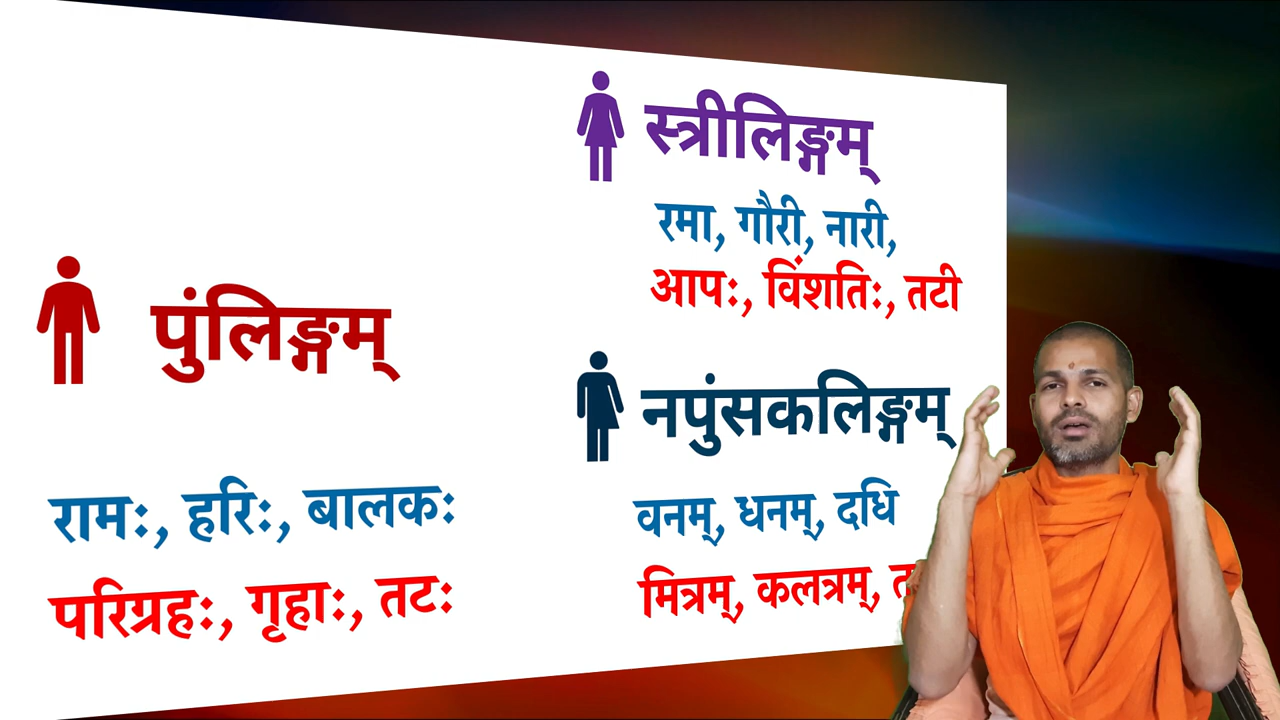 स्त्रीलिङ्गम्
रमा, गौरी, नारी,
आपः, विंशतिः, तटी
पुंलिङ्गम्
रामः, हरिः, बालकः
परिग्रहः, गृहाः, तटः
नपुंसकलिङ्गम्
वनम्, धनम्, दधि
मित्रम्, कलत्रम्,